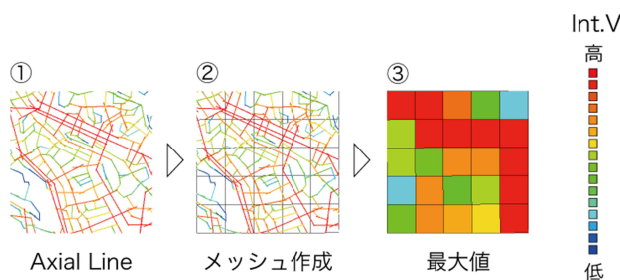 Int.V
高
①
②
③
Axial Line
メッシュ作成
最大値
低